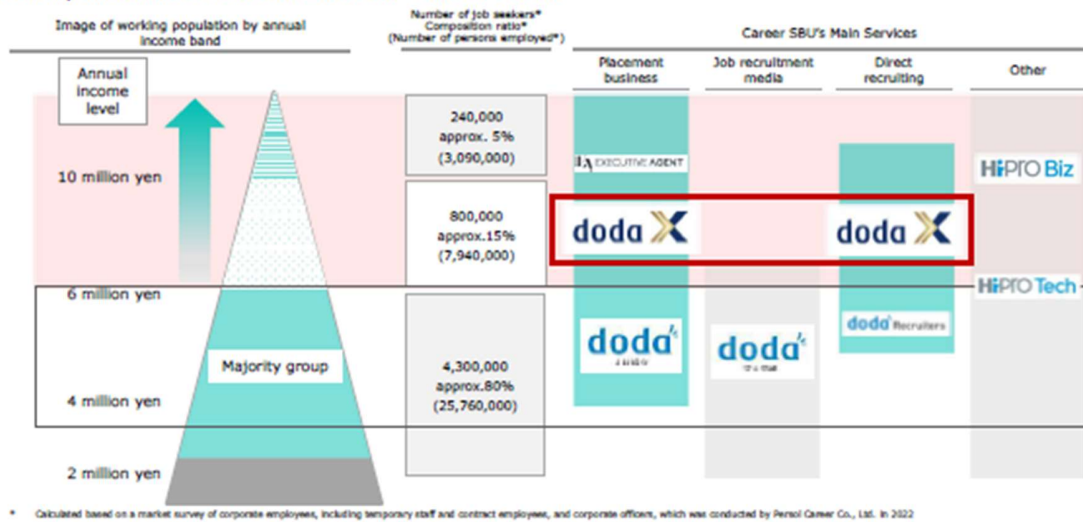 Image of working population by annual
income band
Number of job seekers*
Composition ratio*
(Number of persons employed*)
Career SBU's Main Services
Placement
business
Job recruitment
media
Direct
recruiting
Other
Annual
income
level
10 million yen
6 million yen
4 million yen
2 million yen
Majority group
240,000
approx. 5%
(3,090,000)
800,000
approx.15%
(7,940,000)
4,300,000
approx.80%
(25,760,000)
EXECUTIVE AGENT
doda X
doda X
HiPRO Biz
HiPRO Tech
doda
doda
doda Recruiters
* Calculated based on a market survey of corporate employees, including temporary staff and contract employees, and corporate officers, which was conducted by Persol Career Co., Ltd. in 2022